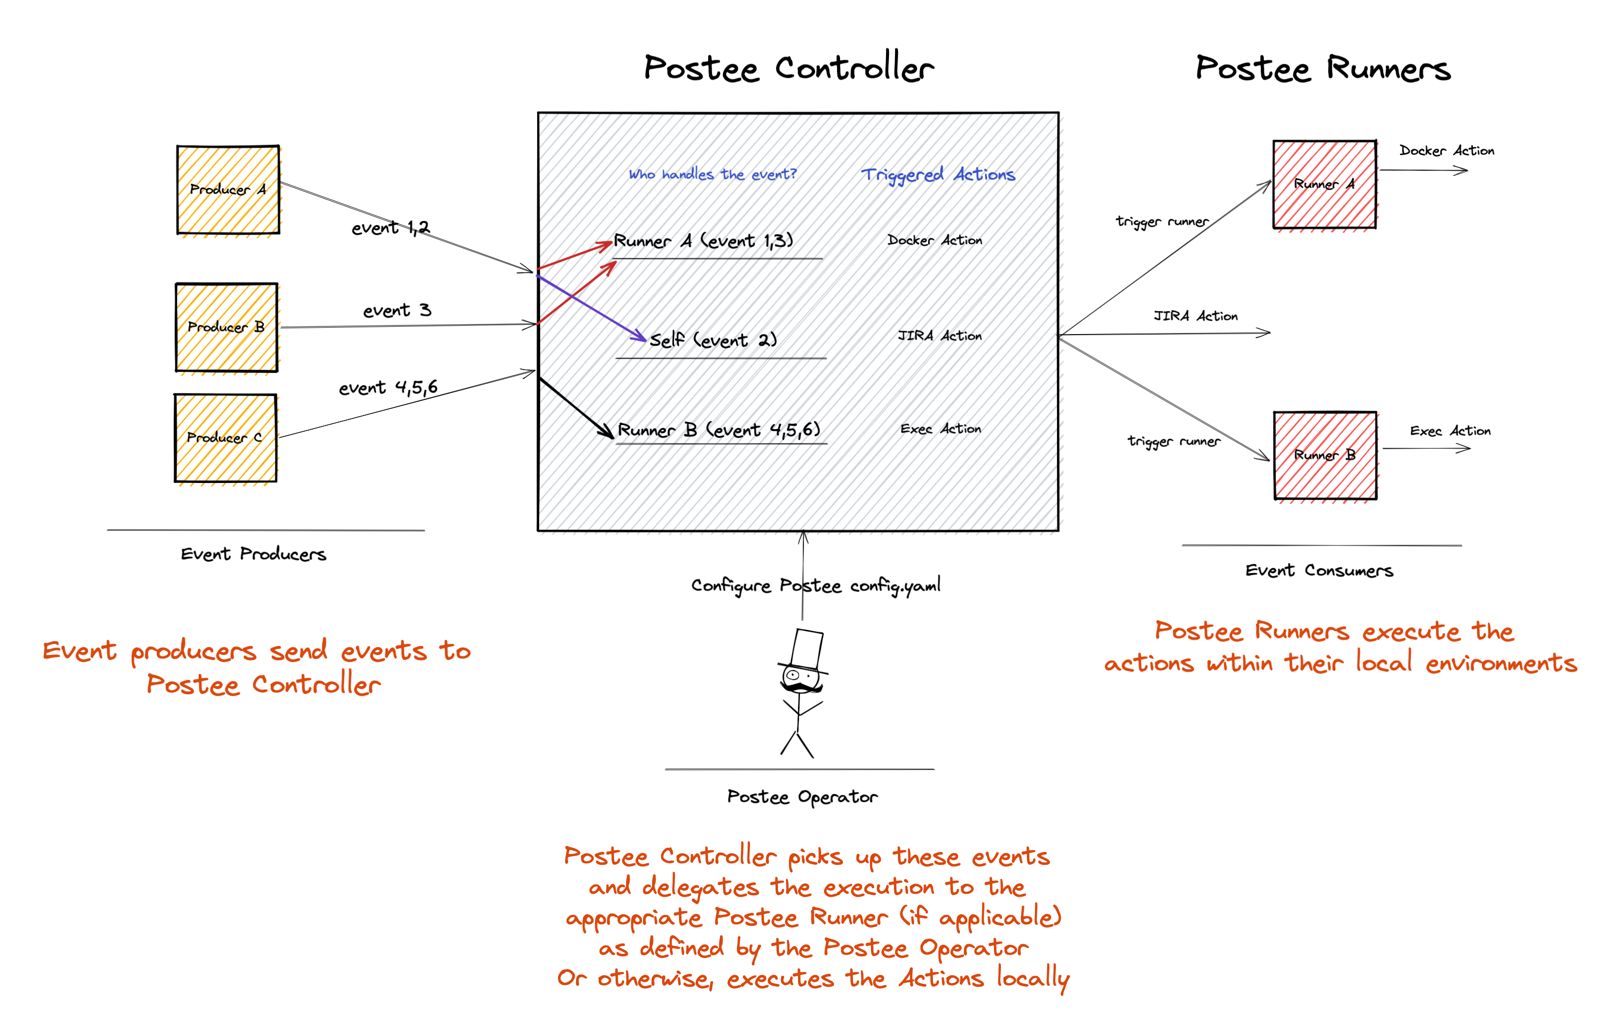 Postee Controller
Postee Runners
Producer A
event 1,2
Producer B
event 3
Producer C
event 4,5,6
Event Producers
Event producers send events to
Postee Controller
Who handles the event?
Triggered Actions
Runner A (event 1,3)
Docker Action
Self (event 2)
JIRA Action
Runner B (event 4,5,6)
Exec Action
Configure Postee config.yaml
Postee Operator
Postee Controller picks up these events
and delegates the execution to the
appropriate Postee Runner (if applicable)
as defined by the Postee Operator
Or otherwise, executes the Actions locally
trigger runner
Runner A
Docker Action
JIRA Action
trigger runner
Runner B
Exec Action
Event Consumers
Postee Runners execute the
actions within their local environments